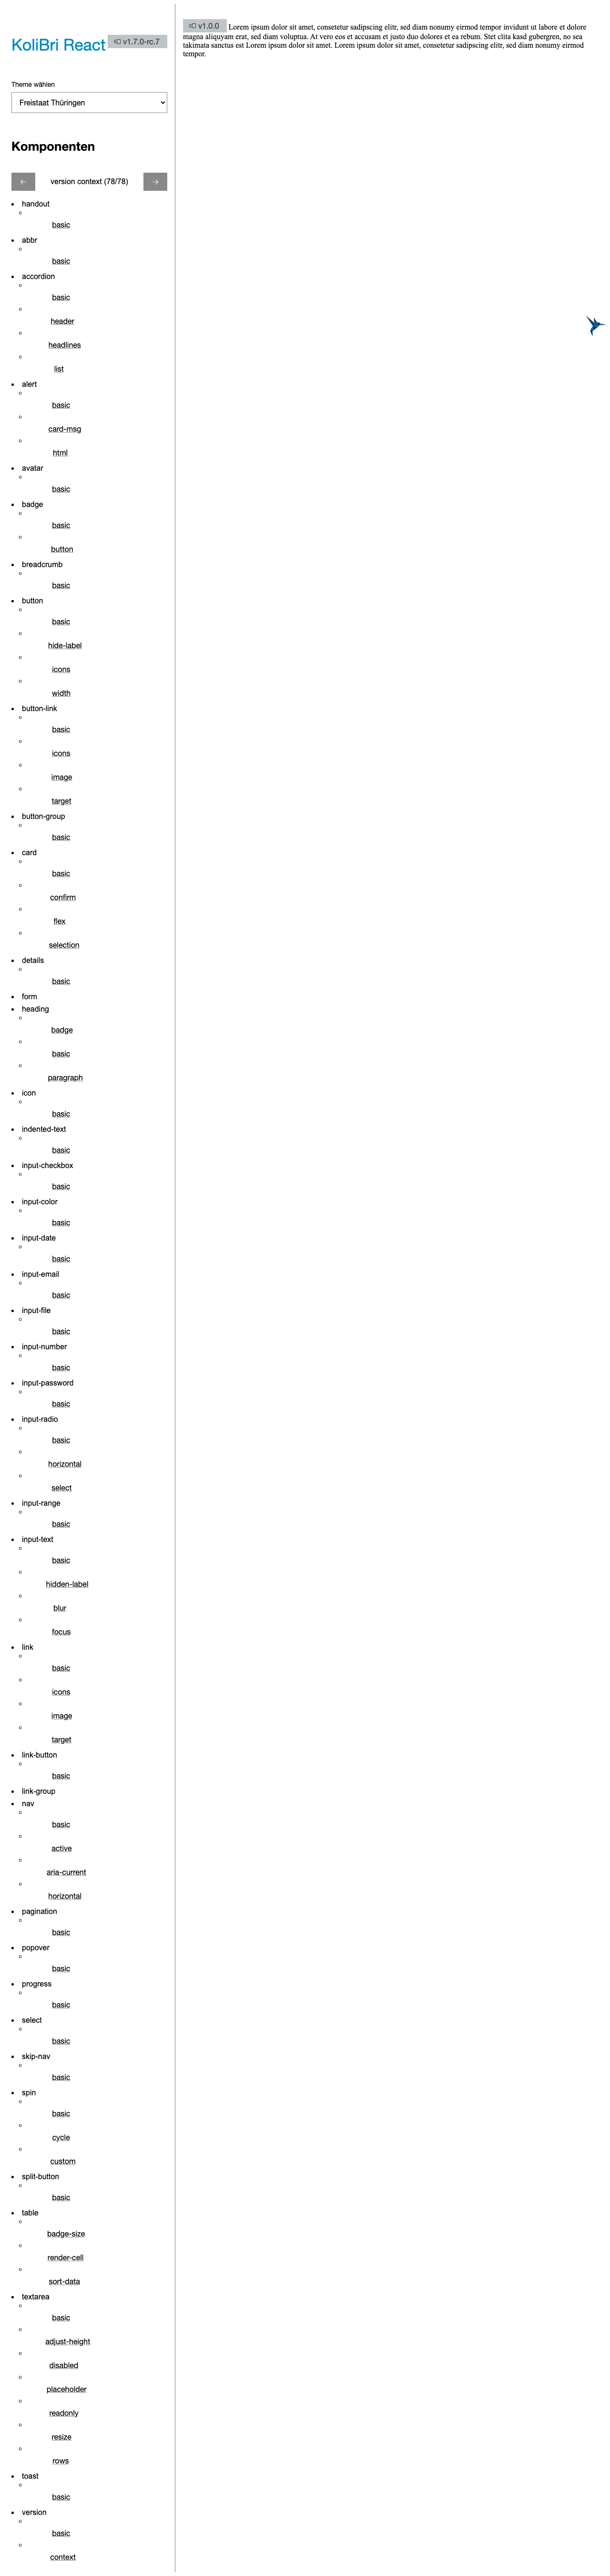 KoliBri React v1.7.0-rc.7
Theme wählen
Freistaat Thüringen
Komponenten
← version context (78/78) →
handout
basic
abbr
basic
accordion
basic
header
headlines
list
alert
basic
card-msg
html
avatar
basic
badge
basic
button
breadcrumb
basic
button
basic
hide-label
icons
width
button-link
basic
icons
image
target
button-group
basic
card
basic
confirm
flex
selection
details
basic
form
heading
badge
basic
paragraph
icon
basic
indented-text
basic
input-checkbox
basic
input-color
basic
input-date
basic
input-email
basic
input-file
basic
input-number
basic
input-password
basic
input-radio
basic
horizontal
select
input-range
basic
input-text
basic
hidden-label
blur
focus
link
basic
icons
image
target
link-button
basic
link-group
nav
basic
active
aria-current
horizontal
pagination
basic
popover
basic
progress
basic
select
basic
skip-nav
basic
spin
basic
cycle
custom
split-button
basic
table
badge-size
render-cell
sort-data
textarea
basic
adjust-height
disabled
placeholder
readonly
resize
rows
toast
basic
version
basic
context
v1.0.0 Lorem ipsum dolor sit amet, consetetur sadipscing elitr, sed diam nonumy eirmod tempor invidunt ut labore et dolore
magna aliquyam erat, sed diam voluptua. At vero eos et accusam et justo duo dolores et ea rebum. Stet clita kasd gubergren, no sea
takimata sanctus est Lorem ipsum dolor sit amet. Lorem ipsum dolor sit amet, consetetur sadipscing elitr, sed diam nonumy eirmod
tempor.